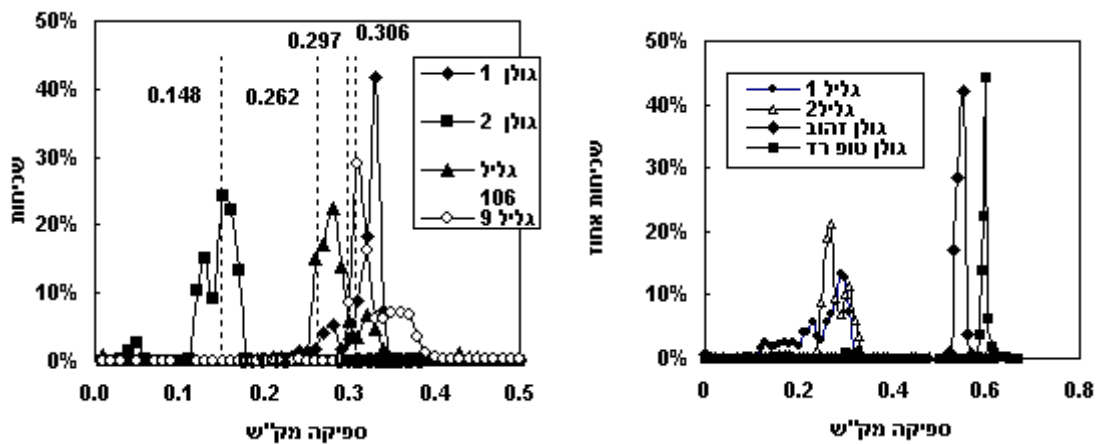 50%
40%
30%
20%
10%
0%
שכיחות
0.148
0.262
0.297
0.306
גולן 1
גולן 2
גליל
106
גליל 9
0.0 0.1 0.2 0.3 0.4 0.5
ספיקה מק"ש
50%
40%
30%
20%
10%
0%
שכיחות אחוז
גליל 1
גליל2
גולן זהוב
גולן טופ רד
0 0.2 0.4 0.6 0.8
ספיקה מק"ש